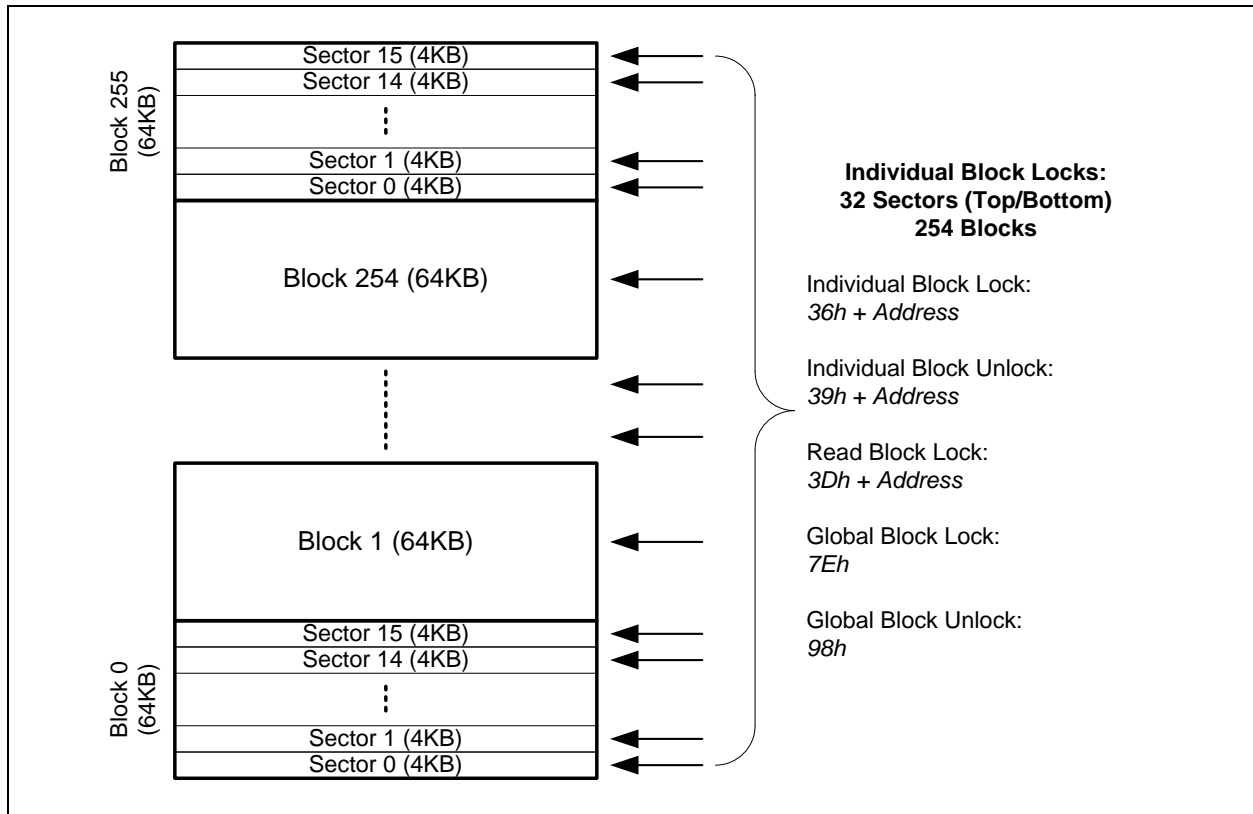 Block 255
(64KB)
Sector 15 (4KB)
Sector 14 (4KB)
Sector 1 (4KB)
Sector 0 (4KB)
Block 254 (64KB)
Block 1 (64KB)
Block 0
(64KB)
Sector 15 (4KB)
Sector 14 (4KB)
Sector 1 (4KB)
Sector 0 (4KB)
Individual Block Locks:
32 Sectors (Top/Bottom)
254 Blocks
Individual Block Lock:
36h + Address
Individual Block Unlock:
39h + Address
Read Block Lock:
3Dh + Address
Global Block Lock:
7Eh
Global Block Unlock:
98h